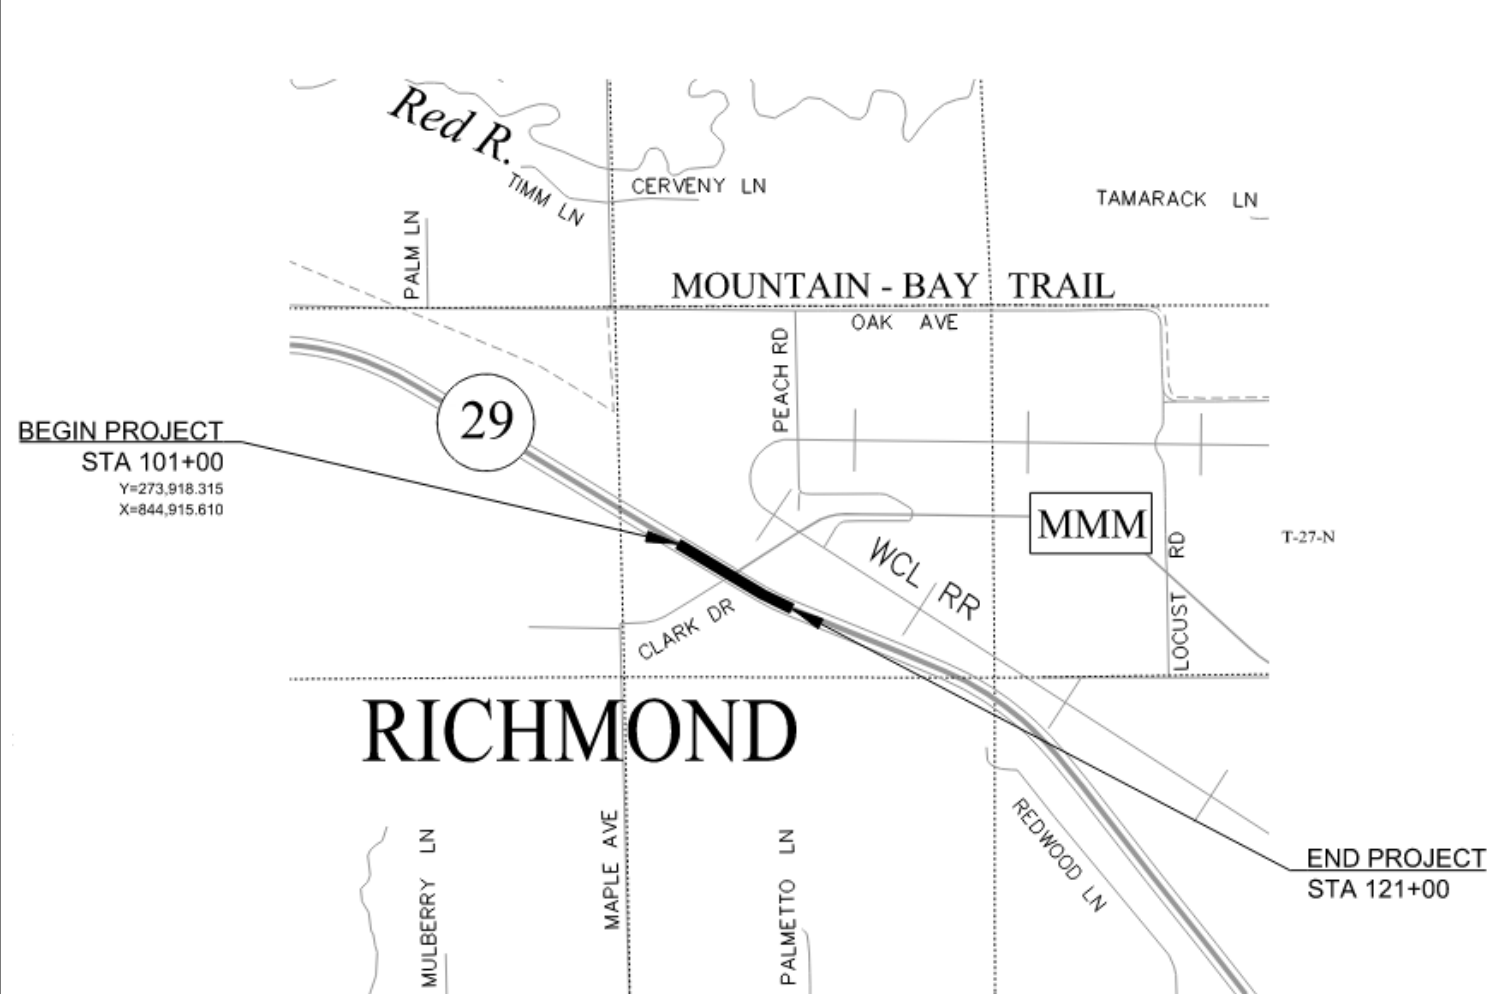 Red R.
TIMM LN
CERVENY LN
TAMARACK LN
PALM LN
MOUNTAIN - BAY TRAIL
OAK AVE
PEACH RD
29
BEGIN PROJECT
STA 101+00
Y=273,918.315
X=844,915.610
MMM
WCL RR
LOCUST RD
T-27-N
CLARK DR
RICHMOND
MULBERRY LN
MAPLE AVE
PALMETTO LN
REDWOOD LN
END PROJECT
STA 121+00